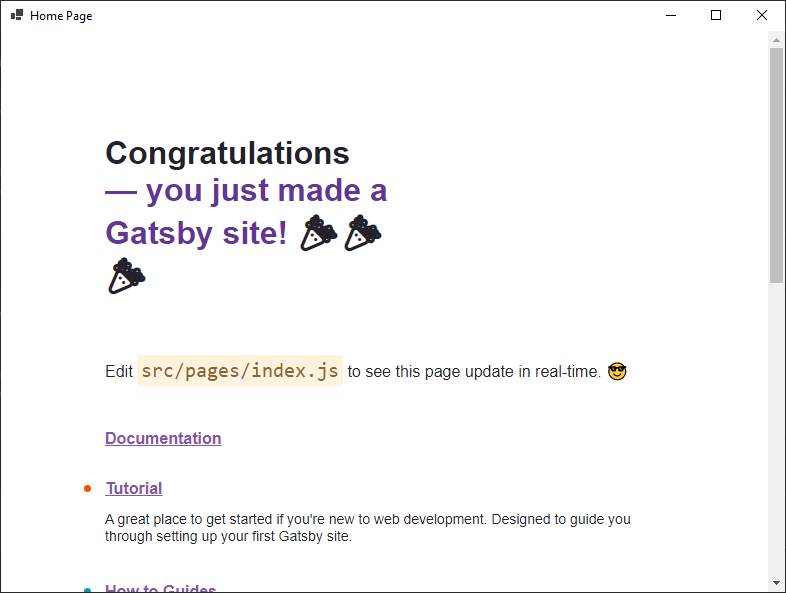 Home Page
Congratulations
— you just made a
Gatsby site! 🎉🎉
🎉
Edit src/pages/index.js to see this page update in real-time. 😎
Documentation
Tutorial
A great place to get started if you're new to web development. Designed to guide you
through setting up your first Gatsby site.
How to Guides